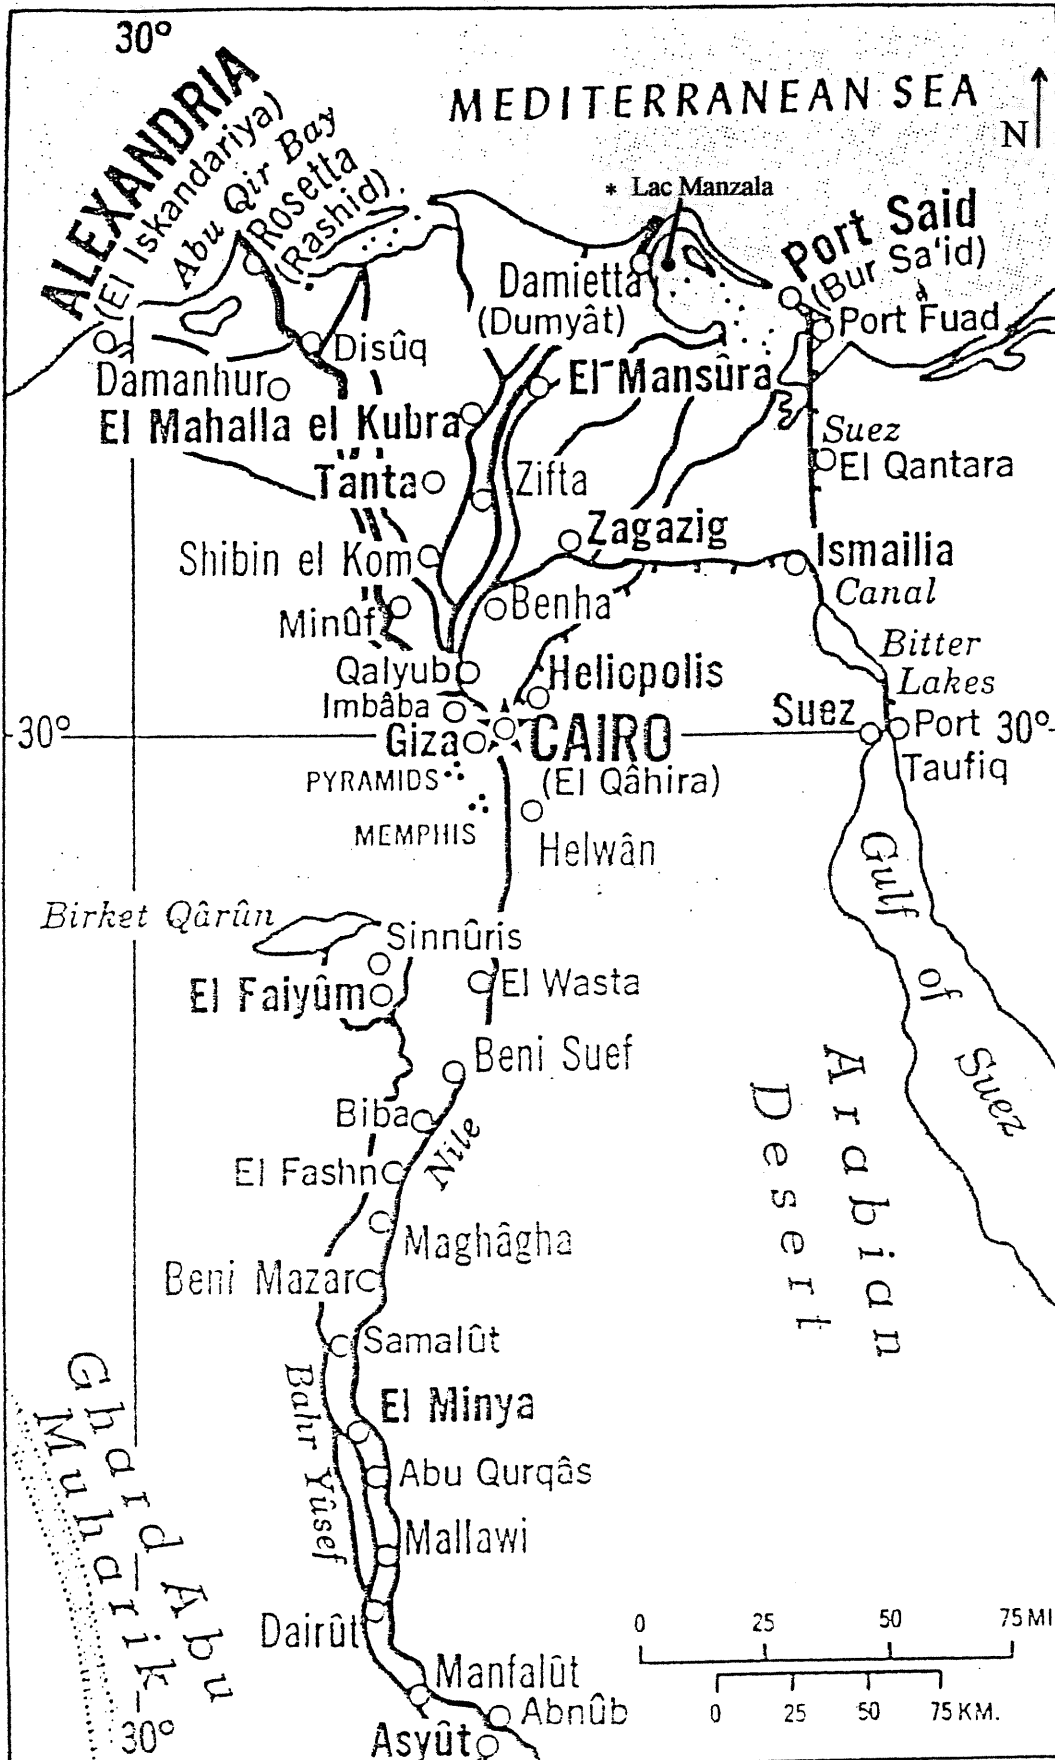 30°
MEDITERRANEAN SEA
N
ALEXANDRIA
(El Iskandariya)
Abu Qir Bay
Rosetta
(Rashid)
* Lac Manzala
Port Said
(Bur Sa'id)
Damietta
(Dumyât)
Port Fuad
Disûq
Damanhur
El Mansûra
El Mahalla el Kubra
Suez
El Qantara
Tanta
Zifta
Zagazig
Shibin el Kom
Ismailia
Canal
Benha
Minûf
Bitter
Lakes
Qalyub
Heliopolis
Imbâba
Suez
Port
Taufiq
30°
Giza
CAIRO
(El Qâhira)
30°
PYRAMIDS
MEMPHIS
Helwân
Gulf
of
Suez
Birket Qârûn
Sinnûris
El Faiyûm
El Wasta
Beni Suef
Arabian
Desert
Biba
Nile
El Fashn
Maghâgha
Beni Mazar
Samalût
Bahr Yûsef
El Minya
Ghard Abu
Muharik
Abu Qurqâs
Mallawi
Dairût
0 25 50 75 MI
Manfalût
Abnûb
0 25 50 75 KM.
30°
Asyût